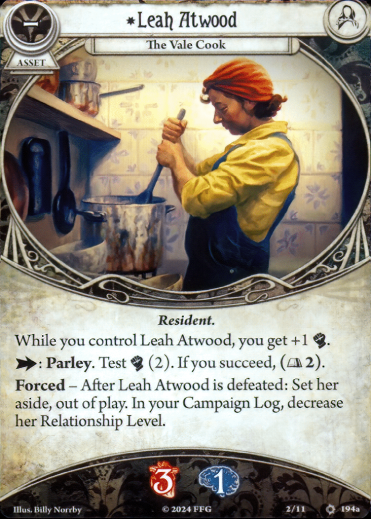 *Leah Atwood
ASSET
The Vale Cook
Resident.
While you control Leah Atwood, you get +1 .
: Parley. Test (2). If you succeed, ( 2).
Forced – After Leah Atwood is defeated: Set her
aside, out of play. In your Campaign Log, decrease
her Relationship Level.
3 1
Illus. Billy Norrby © 2024 FFG 2/11 194a